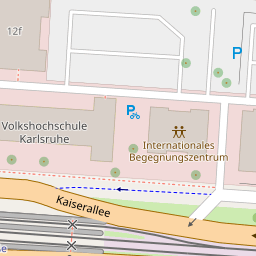 12f
P
P
Volkshochschule
Karlsruhe
Internationales
Begegnungszentrum
Kaiserallee